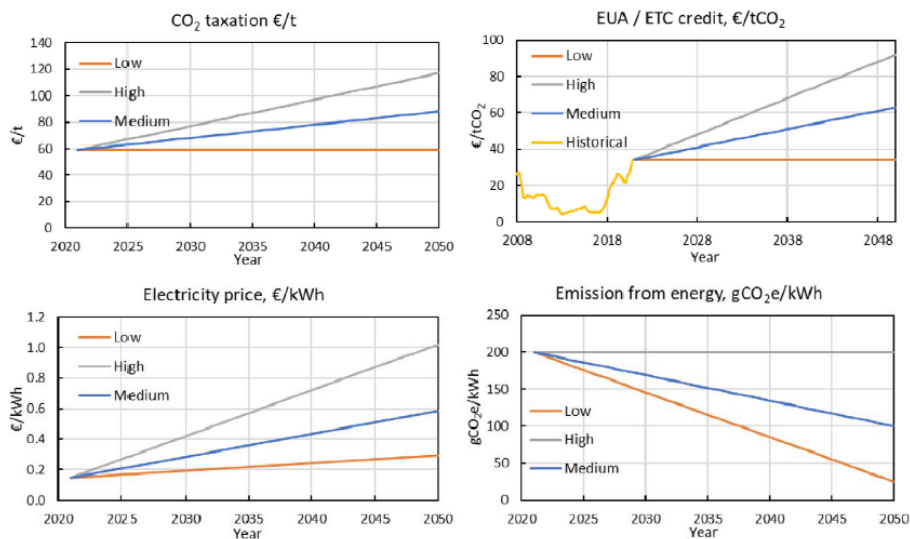 CO₂ taxation €/t
140
120
100
80
60
40
20
0
€/t
Low
High
Medium
2020 2025 2030 2035 2040 2045 2050
Year
EUA / ETC credit, €/tCO₂
100
80
60
40
20
0
€/tCO₂
Low
High
Medium
Historical
2008 2018 2028 2038 2048
Year
Electricity price, €/kWh
1.2
1.0
0.8
0.6
0.4
0.2
0.0
€/kWh
Low
High
Medium
2020 2025 2030 2035 2040 2045 2050
Year
Emission from energy, gCO₂e/kWh
250
200
150
100
50
0
gCO₂e/kWh
Low
High
Medium
2020 2025 2030 2035 2040 2045 2050
Year